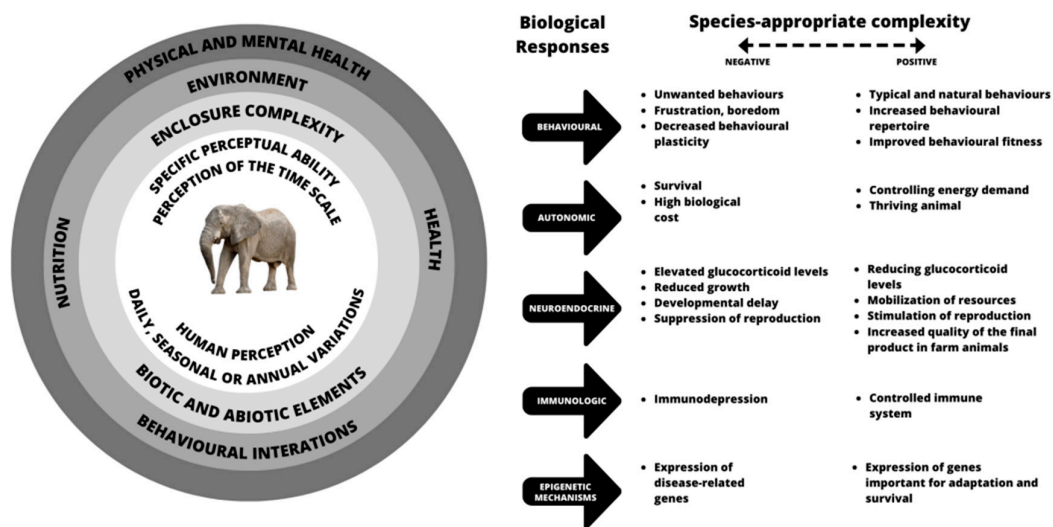 PHYSICAL AND MENTAL HEALTH
ENVIRONMENT
ENCLOSURE COMPLEXITY
SPECIFIC PERCEPTUAL ABILITY
PERCEPTION OF THE TIME SCALE
NUTRITION
HEALTH
HUMAN PERCEPTION
DAILY, SEASONAL OR ANNUAL VARIATIONS
BIOTIC AND ABIOTIC ELEMENTS
BEHAVIOURAL INTERATIONS
Biological
Responses
Species-appropriate complexity
NEGATIVE
POSITIVE
BEHAVIOURAL
• Unwanted behaviours
• Frustration, boredom
• Decreased behavioural
plasticity
• Typical and natural behaviours
• Increased behavioural
repertoire
• Improved behavioural fitness
AUTONOMIC
• Survival
• High biological
cost
• Controlling energy demand
• Thriving animal
NEUROENDOCRINE
• Elevated glucocorticoid levels
• Reduced growth
• Developmental delay
• Suppression of reproduction
• Reducing glucocorticoid
levels
• Mobilization of resources
• Stimulation of reproduction
• Increased quality of the final
product in farm animals
IMMUNOLOGIC
• Immunodepression
• Controlled immune
system
EPIGENETIC
MECHANISMS
• Expression of
disease-related
genes
• Expression of genes
important for adaptation and
survival